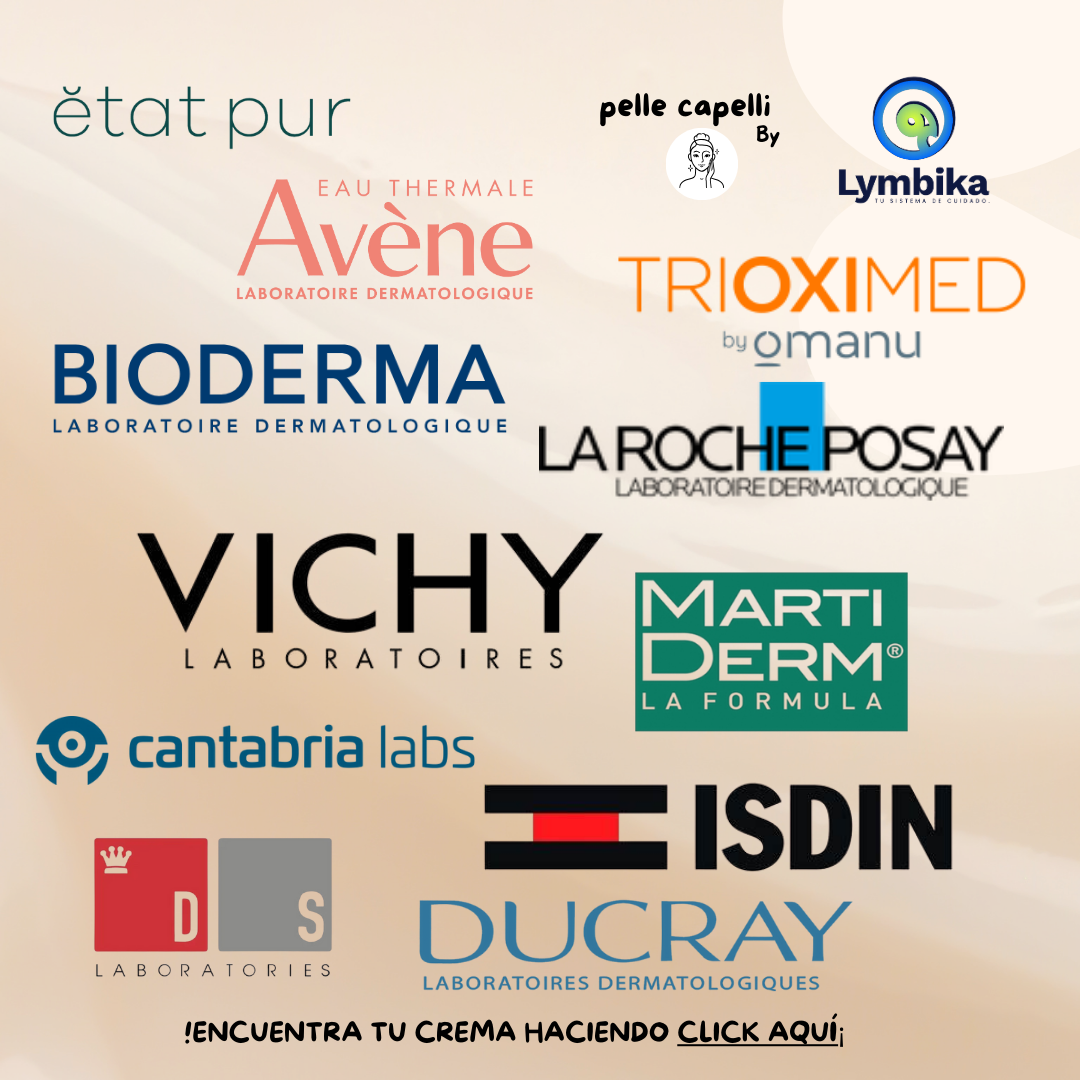 ĕtat pur
pelle capelli
By
Lymbika
TU SISTEMA DE CUIDADO.
EAU THERMALE
Avène
LABORATOIRE DERMATOLOGIQUE
TRIOXIMED
by omanu
BIODERMA
LABORATOIRE DERMATOLOGIQUE
LA ROCHE POSAY
LABORATOIRE DERMATOLOGIQUE
VICHY
LABORATOIRES
MARTI
DERM®
LA FORMULA
cantabria labs
ISDIN
D S
LABORATORIES
DUCRAY
LABORATOIRES DERMATOLOGIQUES
!ENCUENTRA TU CREMA HACIENDO CLICK AQUÍ¡